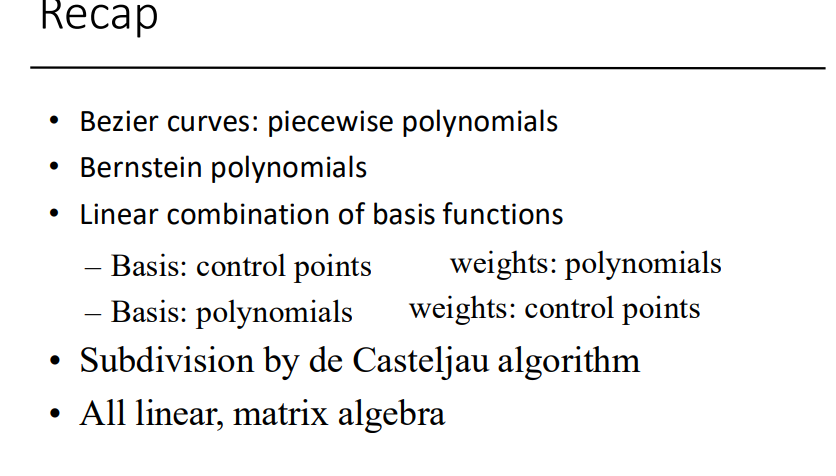 Recap
• Bezier curves: piecewise polynomials
• Bernstein polynomials
• Linear combination of basis functions
– Basis: control points weights: polynomials
– Basis: polynomials weights: control points
• Subdivision by de Casteljau algorithm
• All linear, matrix algebra